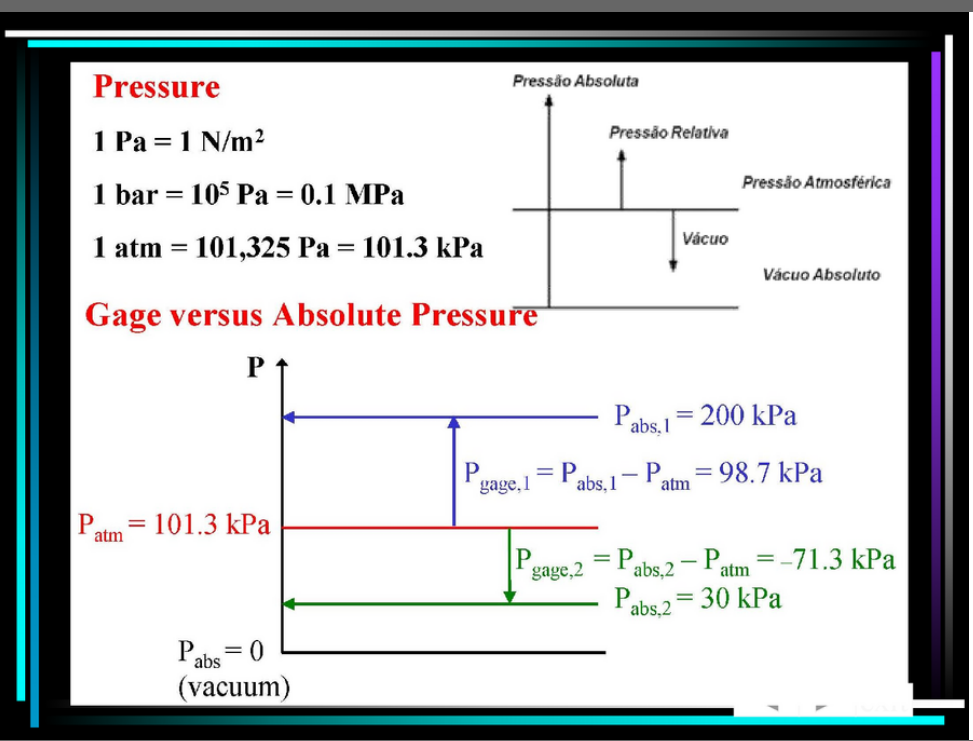 Pressure
1 Pa = 1 N/m²
1 bar = 10⁵ Pa = 0.1 MPa
1 atm = 101,325 Pa = 101.3 kPa
Pressão Absoluta
Pressão Relativa
Pressão Atmosférica
Vácuo
Vácuo Absoluto
Gage versus Absolute Pressure
P
P_abs,1 = 200 kPa
P_gage,1 = P_abs,1 – P_atm = 98.7 kPa
P_atm = 101.3 kPa
P_gage,2 = P_abs,2 – P_atm = –71.3 kPa
P_abs,2 = 30 kPa
P_abs = 0
(vacuum)